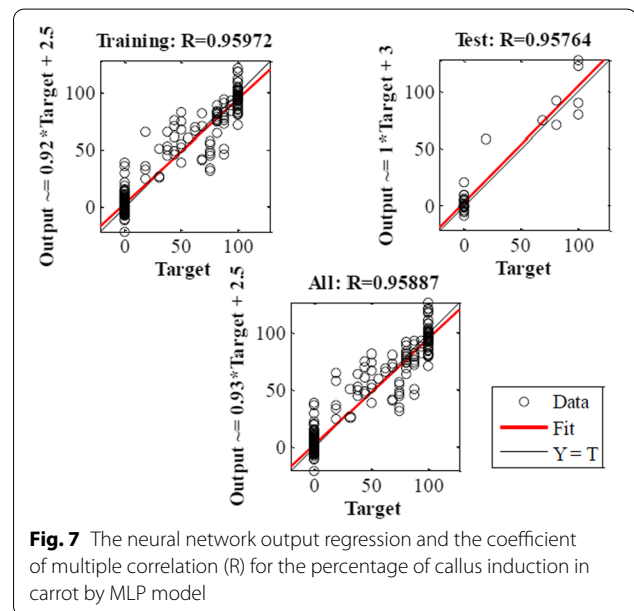 Training: R=0.95972
Output ~= 0.92*Target + 2.5
100
50
0
0 50 100
Target
Test: R=0.95764
Output ~= 1*Target + 3
100
50
0
0 50 100
Target
All: R=0.95887
Output ~= 0.93*Target + 2.5
100
50
0
0 50 100
Target
Data
Fit
Y = T
Fig. 7 The neural network output regression and the coefficient
of multiple correlation (R) for the percentage of callus induction in
carrot by MLP model